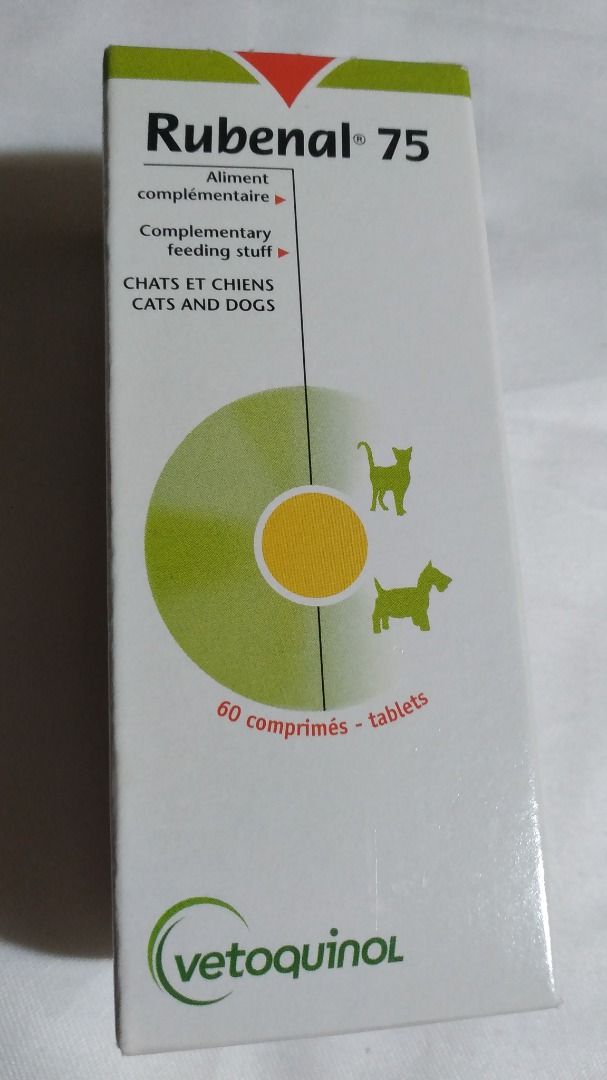 Rubenal® 75
Aliment
complémentaire
Complementary
feeding stuff
CHATS ET CHIENS
CATS AND DOGS
60 comprimés - tablets
vetoquinol